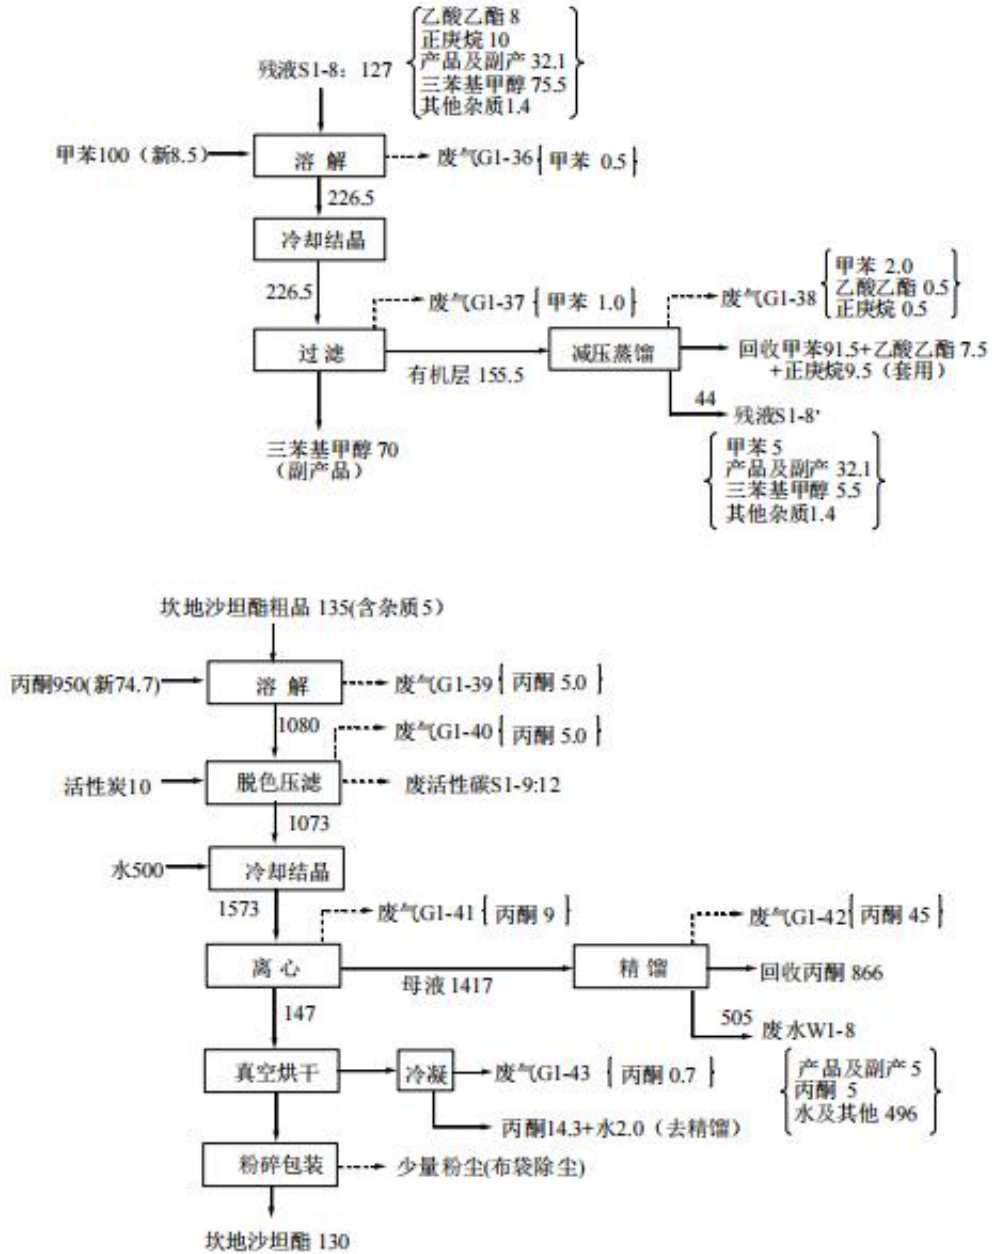 乙酸乙酯 8
正庚烷 10
产品及副产 32.1
三苯基甲醇 75.5
其他杂质1.4
残液S1-8：127
甲苯100（新8.5）
溶 解
废气G1-36{甲苯 0.5}
226.5
冷却结晶
226.5
废气G1-37{甲苯 1.0}
过 滤
有机层 155.5
减压蒸馏
废气G1-38
甲苯 2.0
乙酸乙酯 0.5
正庚烷 0.5
回收甲苯91.5+乙酸乙酯 7.5
+正庚烷9.5（套用）
44
残液S1-8'
甲苯 5
产品及副产 32.1
三苯基甲醇 5.5
其他杂质1.4
三苯基甲醇 70
（副产品）
坎地沙坦酯粗品 135(含杂质5）
丙酮950(新74.7)
溶 解
废气G1-39{丙酮 5.0}
1080
废气G1-40{丙酮 5.0}
活性炭10
脱色压滤
废活性碳S1-9:12
1073
水500
冷却结晶
1573
废气G1-41{丙酮 9}
离 心
母液 1417
精 馏
废气G1-42{丙酮 45}
回收丙酮 866
505
废水W1-8
产品及副产 5
丙酮 5
水及其他 496
147
真空烘干
冷凝
废气G1-43{丙酮 0.7}
丙酮14.3+水2.0（去精馏）
粉碎包装
少量粉尘(布袋除尘)
坎地沙坦酯 130